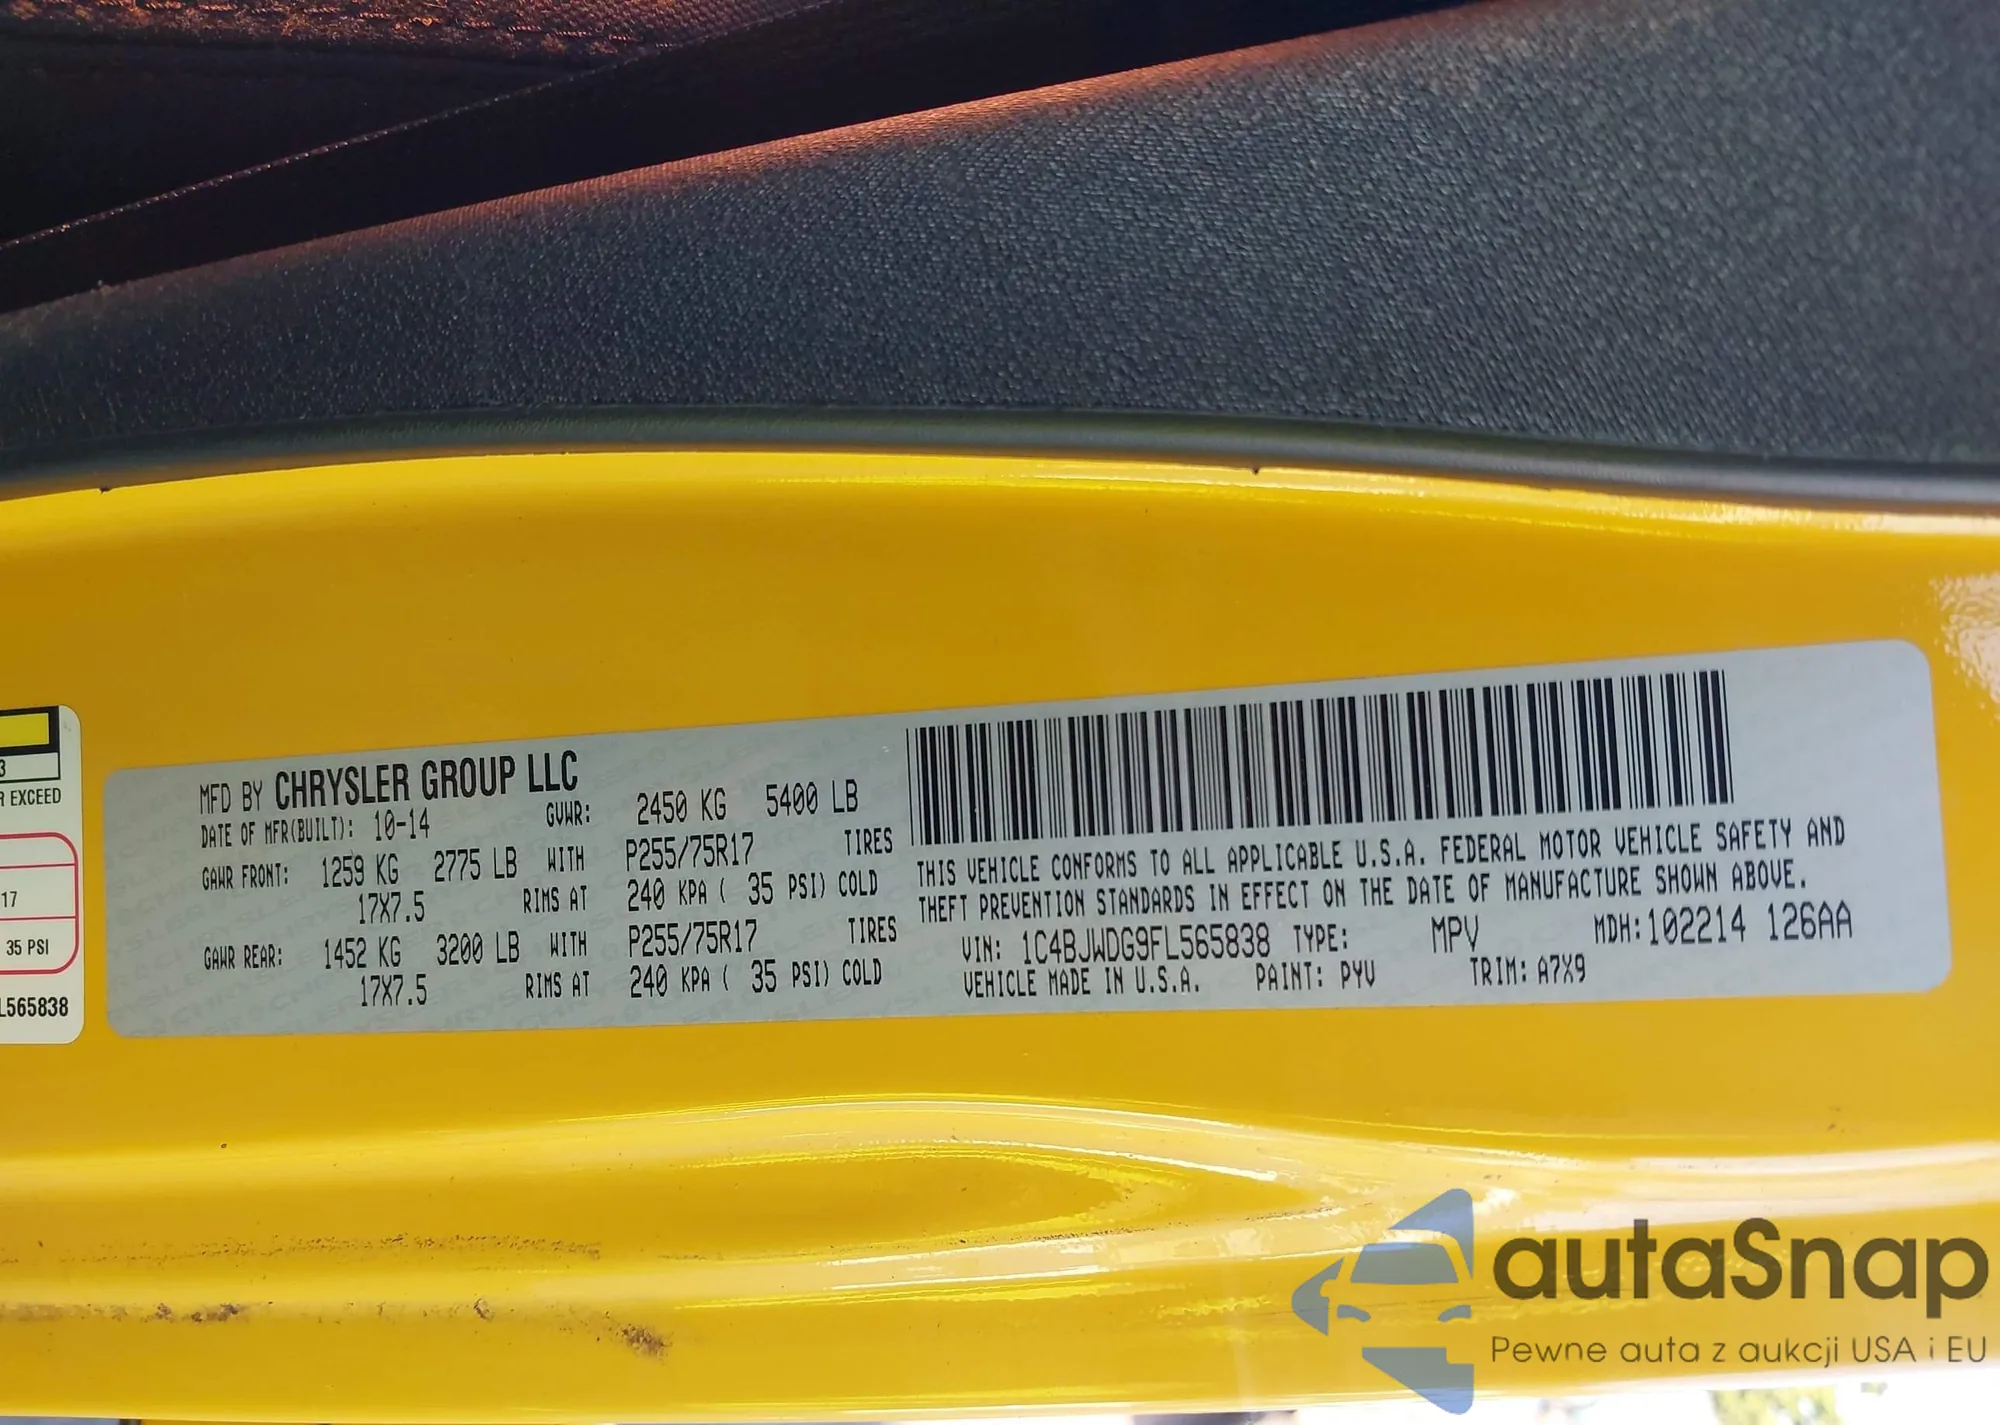 3
R EXCEED
17
35 PSI
L565838
MFD BY CHRYSLER GROUP LLC
DATE OF MFR(BUILT): 10-14 GVWR: 2450 KG 5400 LB
GAWR FRONT: 1259 KG 2775 LB WITH P255/75R17 TIRES
17X7.5 RIMS AT 240 KPA ( 35 PSI) COLD
GAWR REAR: 1452 KG 3200 LB WITH P255/75R17 TIRES
17X7.5 RIMS AT 240 KPA ( 35 PSI) COLD
THIS VEHICLE CONFORMS TO ALL APPLICABLE U.S.A. FEDERAL MOTOR VEHICLE SAFETY AND
THEFT PREVENTION STANDARDS IN EFFECT ON THE DATE OF MANUFACTURE SHOWN ABOVE.
VIN: 1C4BJWDG9FL565838 TYPE: MPV MDH:102214 126AA
VEHICLE MADE IN U.S.A. PAINT: PYV TRIM: A7X9
autaSnap
Pewne auta z aukcji USA i EU